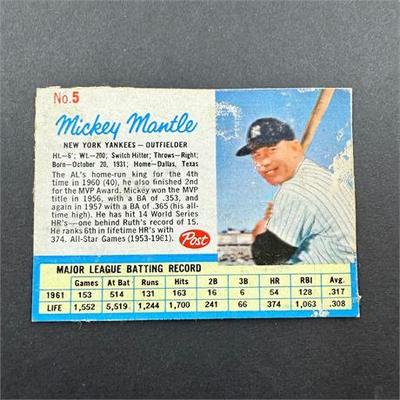 No. 5
Mickey Mantle
NEW YORK YANKEES—OUTFIELDER
Ht.-6'; Wt.-200; Switch Hitter; Throws-Right;
Born-October 20, 1931; Home-Dallas, Texas
The AL's home-run king for the 4th
time in 1960 (40), he also finished 2nd
for the MVP Award. Mickey won the MVP
title in 1956, with a BA of .353, and
again in 1957 with a BA of .365 (his all-
time high). He has hit 14 World Series
HR's—one behind Ruth's record of 15.
He ranks 6th in lifetime HR's with
374. All-Star Games (1953-1961).
Post
MAJOR LEAGUE BATTING RECORD
Games At Bat Runs Hits 2B 3B HR RBI Avg.
1961 153 514 131 163 16 6 54 128 .317
LIFE 1,552 5,519 1,244 1,700 241 66 374 1,063 .308